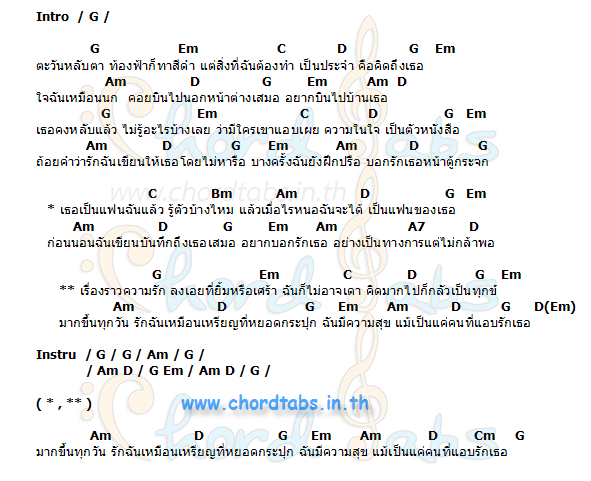 Intro / G /
G Em C D G Em
ตะวันหลับตา ท้องฟ้าก็ทาสีดำ แต่สิ่งที่ฉันต้องทำ เป็นประจำ คือคิดถึงเธอ
Am D G Em Am D
ใจฉันเหมือนนก คอยบินไปนอกหน้าต่างเสมอ อยากบินไปบ้านเธอ
G Em C D G Em
เธอคงหลับแล้ว ไม่รู้อะไรบ้างเลย ว่ามีใครเขาแอบเผย ความในใจ เป็นตัวหนังสือ
Am D G Em Am D G
ถ้อยคำว่ารักฉันเขียนให้เธอโดยไม่หารือ บางครั้งฉันยังฝึกปรือ บอกรักเธอหน้าตู้กระจก
www.chordtabs.in.th
C Bm Am D G Em
* เธอเป็นแฟนฉันแล้ว รู้ตัวบ้างไหม แล้วเมื่อไรหนอฉันจะได้ เป็นแฟนของเธอ
Am D G Em Am A7 D
ก่อนนอนฉันเขียนบันทึกถึงเธอเสมอ อยากบอกรักเธอ อย่างเป็นทางการแต่ไม่กล้าพอ
G Em C D G Em
** เรื่องราวความรัก ลงเอยที่ยิ้มหรือเศร้า ฉันก็ไม่อาจเดา คิดมากไปก็กลัวเป็นทุกข์
Am D G Em Am D G D(Em)
มากขึ้นทุกวัน รักฉันเหมือนเหรียญที่หยอดกระปุก ฉันมีความสุข แม้เป็นแค่คนที่แอบรักเธอ
Instru / G / G / Am / G /
/ Am D / G Em / Am D / G /
( * , ** )
www.chordtabs.in.th
Am D G Em Am D Cm G
มากขึ้นทุกวัน รักฉันเหมือนเหรียญที่หยอดกระปุก ฉันมีความสุข แม้เป็นแค่คนที่แอบรักเธอ